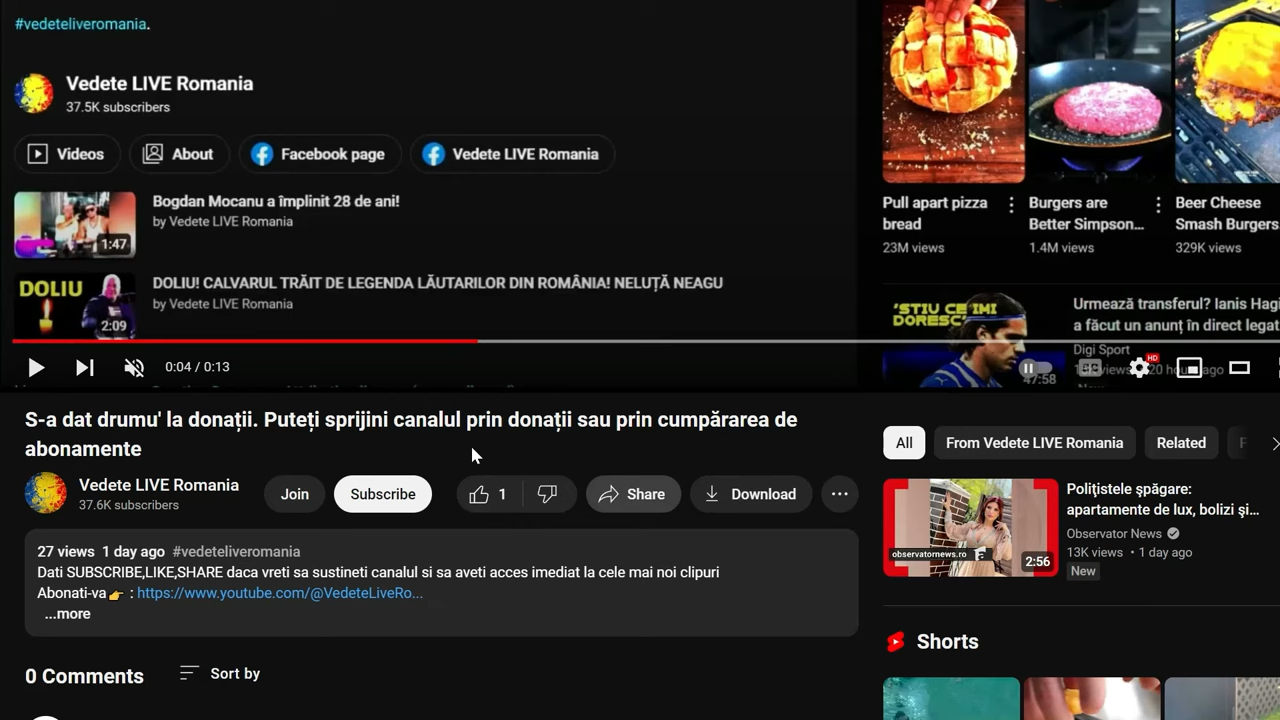 #vedeteliveromania.
Vedete LIVE Romania
37.5K subscribers
Videos
About
Facebook page
Vedete LIVE Romania
1:47
Bogdan Mocanu a împlinit 28 de ani!
by Vedete LIVE Romania
DOLIU
2:09
DOLIU! CALVARUL TRĂIT DE LEGENDA LĂUTARILOR DIN ROMÂNIA! NELUȚĂ NEAGU
by Vedete LIVE Romania
0:04 / 0:13
HD
Pull apart pizza
bread
23M views
Burgers are
Better Simpson...
1.4M views
Beer Cheese
Smash Burgers
329K views
'STIU CE IMI
DORESC'
47:58
Urmează transferul? Ianis Hagi
a făcut un anunț în direct legat
Digi Sport
S-a dat drumu' la donații. Puteți sprijini canalul prin donații sau prin cumpărarea de
abonamente
Vedete LIVE Romania
37.6K subscribers
Join
Subscribe
1
Share
Download
27 views 1 day ago #vedeteliveromania
Dati SUBSCRIBE,LIKE,SHARE daca vreti sa sustineti canalul si sa aveti acces imediat la cele mai noi clipuri
Abonati-va👉 : https://www.youtube.com/@VedeteLiveRo...
...more
0 Comments
Sort by
All
From Vedete LIVE Romania
Related
observatornews.ro
2:56
Polițistele șpăgare:
apartamente de lux, bolizi și...
Observator News
13K views • 1 day ago
New
Shorts